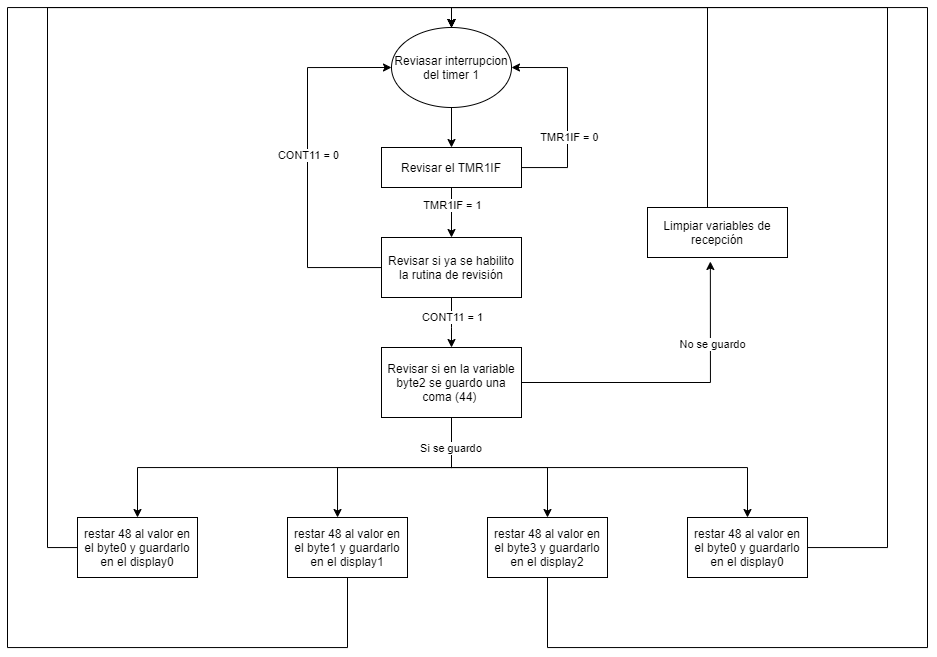 Reviasar interrupcion
del timer 1
TMR1IF = 0
CONT11 = 0
Revisar el TMR1IF
TMR1IF = 1
Limpiar variables de
recepción
Revisar si ya se habilito
la rutina de revisión
CONT11 = 1
No se guardo
Revisar si en la variable
byte2 se guardo una
coma (44)
Si se guardo
restar 48 al valor en
el byte0 y guardarlo
en el display0
restar 48 al valor en
el byte1 y guardarlo
en el display1
restar 48 al valor en
el byte3 y guardarlo
en el display2
restar 48 al valor en
el byte0 y guardarlo
en el display0